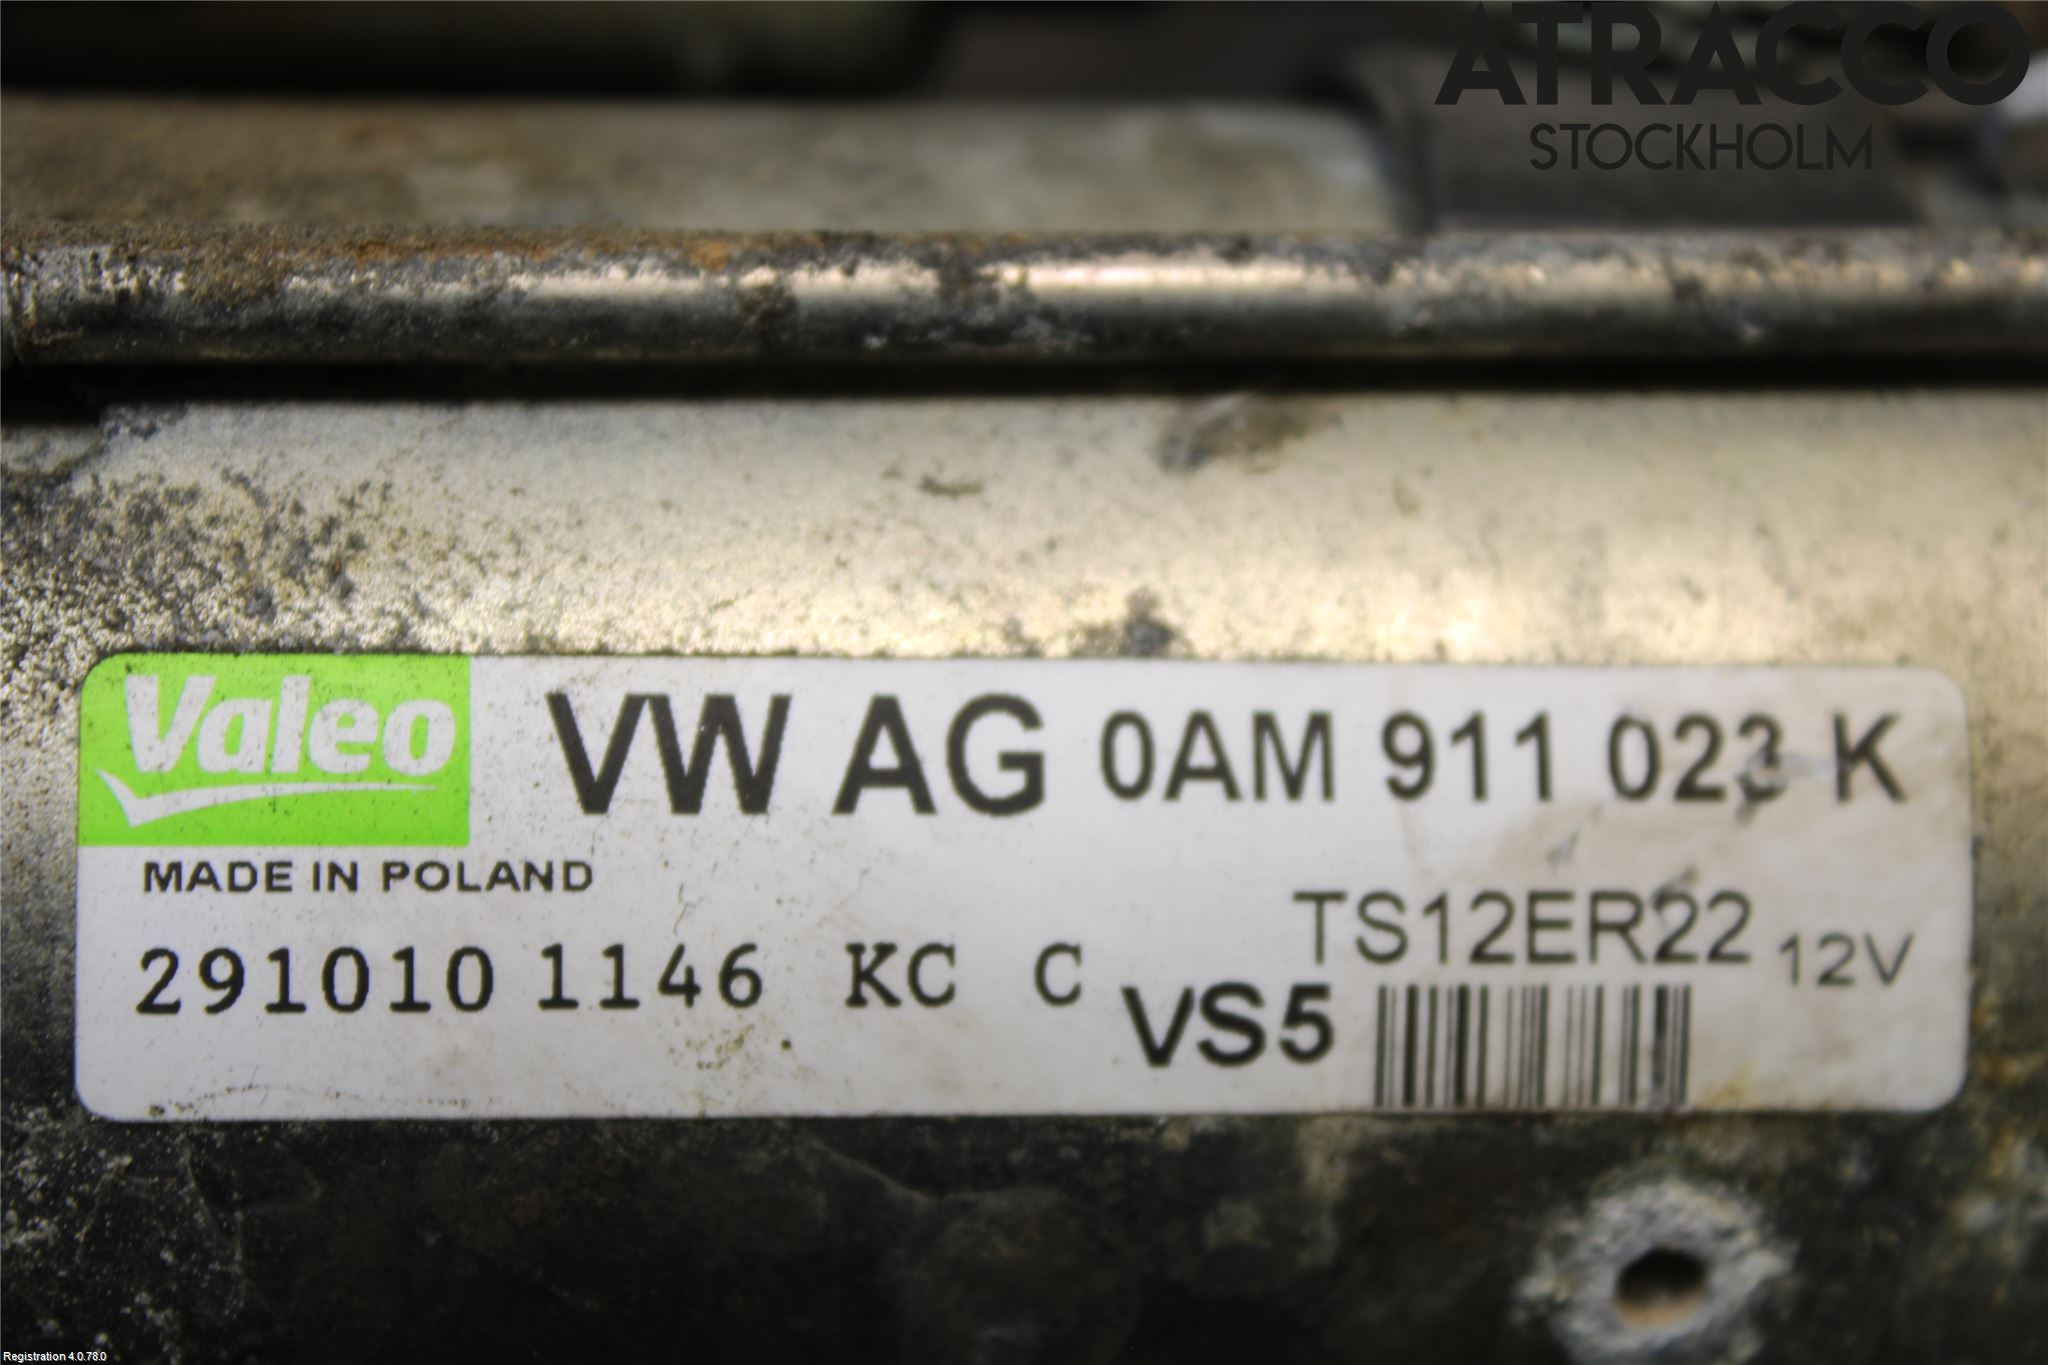 ATRACCO
STOCKHOLM
Valeo
VW AG 0AM 911 023 K
MADE IN POLAND
TS12ER22 12V
291010 1146 KC C
VS5
Registration 4.0.78.0